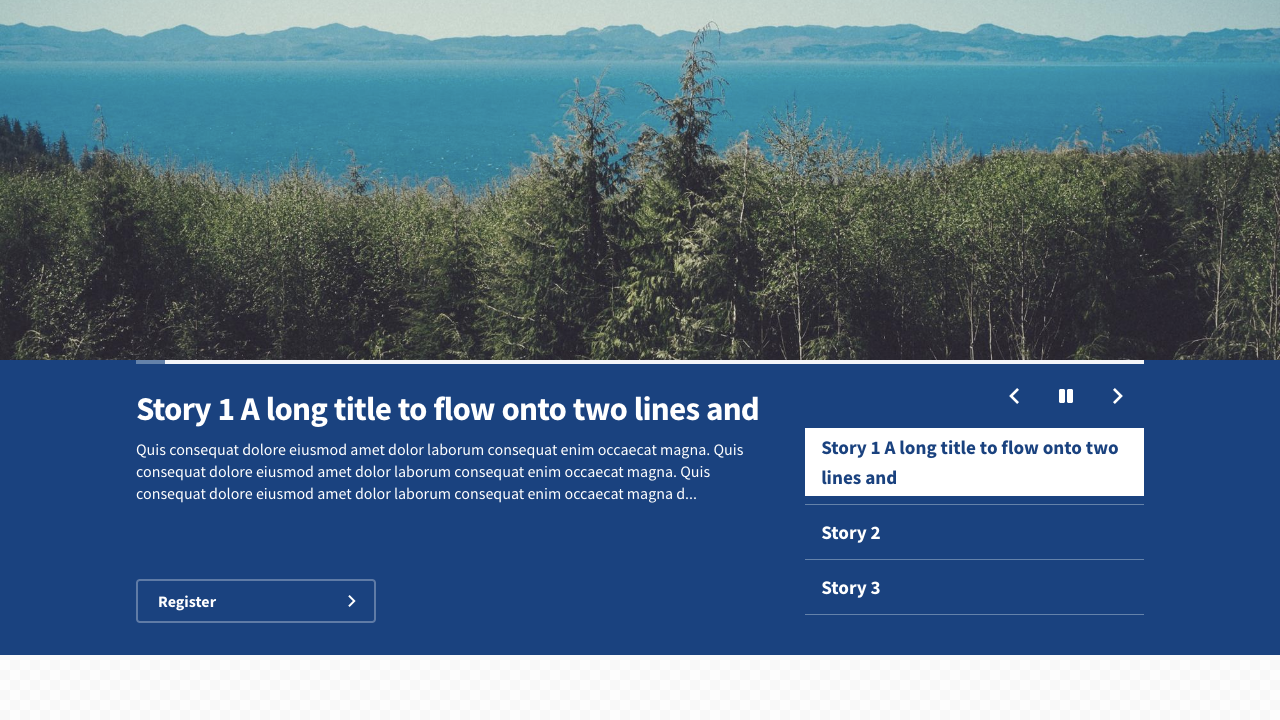 Story 1 A long title to flow onto two lines and
Quis consequat dolore eiusmod amet dolor laborum consequat enim occaecat magna. Quis
consequat dolore eiusmod amet dolor laborum consequat enim occaecat magna. Quis
consequat dolore eiusmod amet dolor laborum consequat enim occaecat magna d...
Register
Story 1 A long title to flow onto two
lines and
Story 2
Story 3